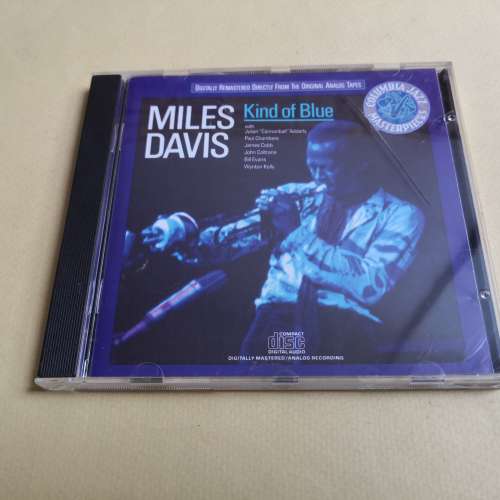 DIGITALLY REMASTERED DIRECTLY FROM THE ORIGINAL ANALOG TAPES
COLUMBIA JAZZ
MASTERPIECES
MILES
DAVIS
Kind of Blue
with
Julian "Cannonball" Adderly
Paul Chambers
James Cobb
John Coltrane
Bill Evans
Wynton Kelly
COMPACT
disc
DIGITAL AUDIO
DIGITALLY MASTERED/ANALOG RECORDING